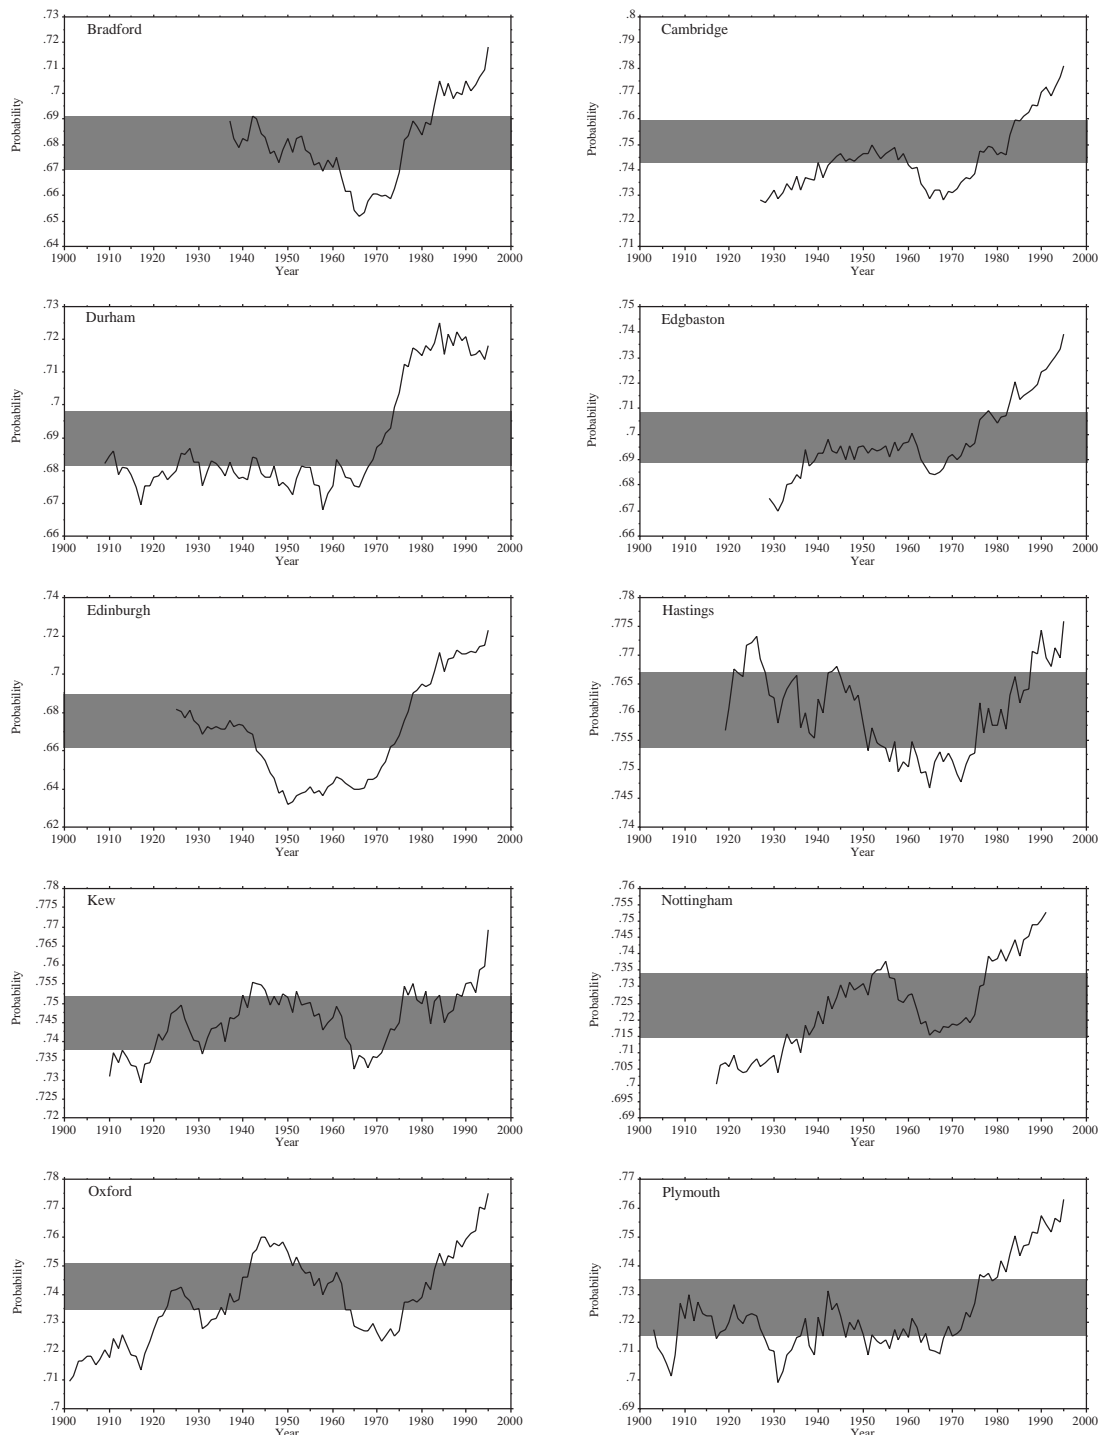 Bradford
Probability
.73
.72
.71
.7
.69
.68
.67
.66
.65
.64
1900 1910 1920 1930 1940 1950 1960 1970 1980 1990 2000
Year
Cambridge
Probability
.8
.79
.78
.77
.76
.75
.74
.73
.72
.71
1900 1910 1920 1930 1940 1950 1960 1970 1980 1990 2000
Year
Durham
Probability
.73
.72
.71
.7
.69
.68
.67
.66
1900 1910 1920 1930 1940 1950 1960 1970 1980 1990 2000
Year
Edgbaston
Probability
.75
.74
.73
.72
.71
.7
.69
.68
.67
.66
1900 1910 1920 1930 1940 1950 1960 1970 1980 1990 2000
Year
Edinburgh
Probability
.74
.72
.7
.68
.66
.64
.62
1900 1910 1920 1930 1940 1950 1960 1970 1980 1990 2000
Year
Hastings
Probability
.78
.775
.77
.765
.76
.755
.75
.745
.74
1900 1910 1920 1930 1940 1950 1960 1970 1980 1990 2000
Year
Kew
Probability
.78
.775
.77
.765
.76
.755
.75
.745
.74
.735
.73
.725
.72
1900 1910 1920 1930 1940 1950 1960 1970 1980 1990 2000
Year
Nottingham
Probability
.76
.755
.75
.745
.74
.735
.73
.725
.72
.715
.71
.705
.7
.695
.69
1900 1910 1920 1930 1940 1950 1960 1970 1980 1990 2000
Year
Oxford
Probability
.78
.77
.76
.75
.74
.73
.72
.71
.7
1900 1910 1920 1930 1940 1950 1960 1970 1980 1990 2000
Year
Plymouth
Probability
.77
.76
.75
.74
.73
.72
.71
.7
.69
1900 1910 1920 1930 1940 1950 1960 1970 1980 1990 2000
Year